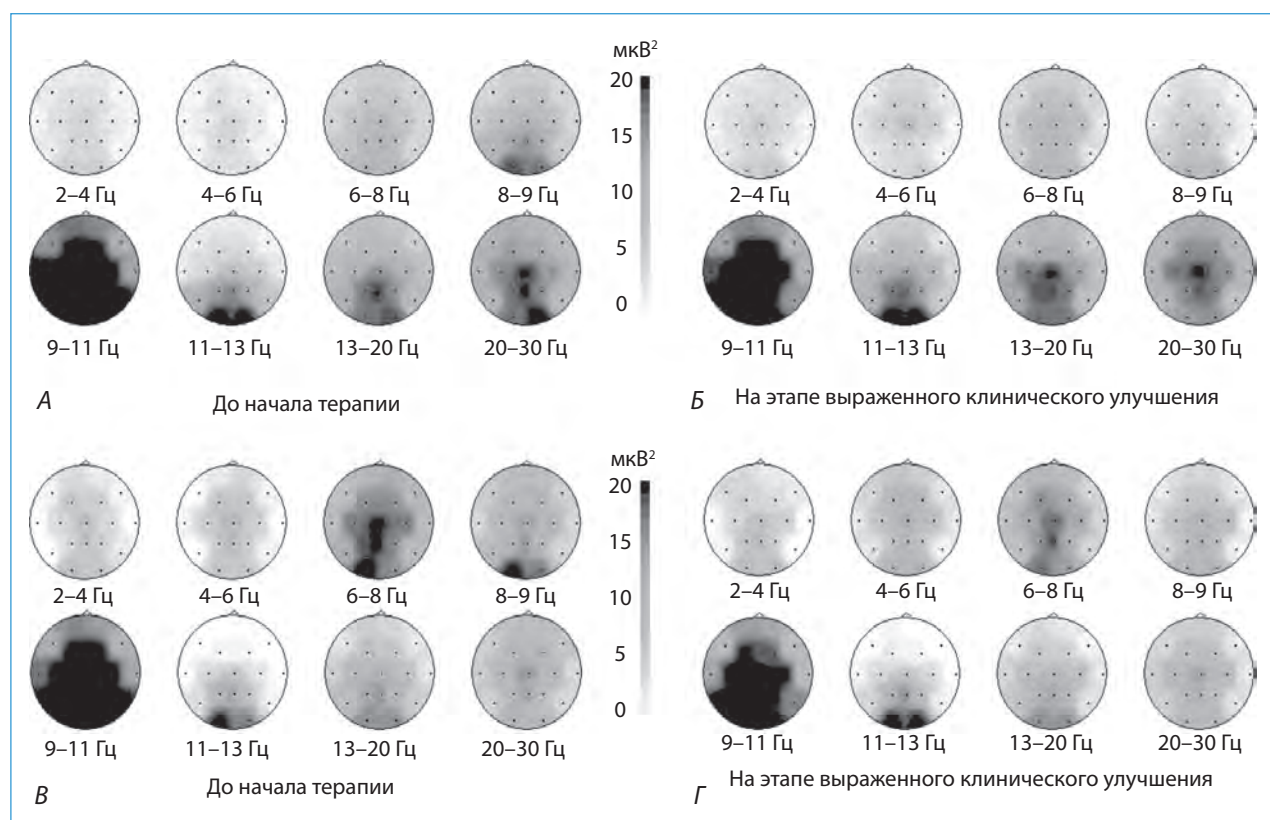 мкВ²
20
15
10
5
0
2–4 Гц 4–6 Гц 6–8 Гц 8–9 Гц
9–11 Гц 11–13 Гц 13–20 Гц 20–30 Гц
А До начала терапии
2–4 Гц 4–6 Гц 6–8 Гц 8–9 Гц
9–11 Гц 11–13 Гц 13–20 Гц 20–30 Гц
Б На этапе выраженного клинического улучшения
мкВ²
20
15
10
5
0
2–4 Гц 4–6 Гц 6–8 Гц 8–9 Гц
9–11 Гц 11–13 Гц 13–20 Гц 20–30 Гц
В До начала терапии
2–4 Гц 4–6 Гц 6–8 Гц 8–9 Гц
9–11 Гц 11–13 Гц 13–20 Гц 20–30 Гц
Г На этапе выраженного клинического улучшения